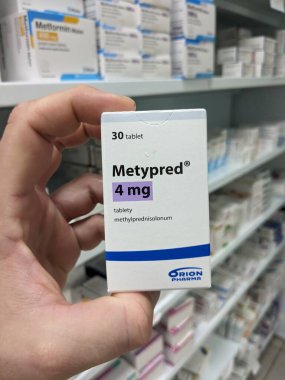 Metformin
30 tablet
Metypred®
4 mg
tablety
methylprednisolonum
ORION
PHARMA